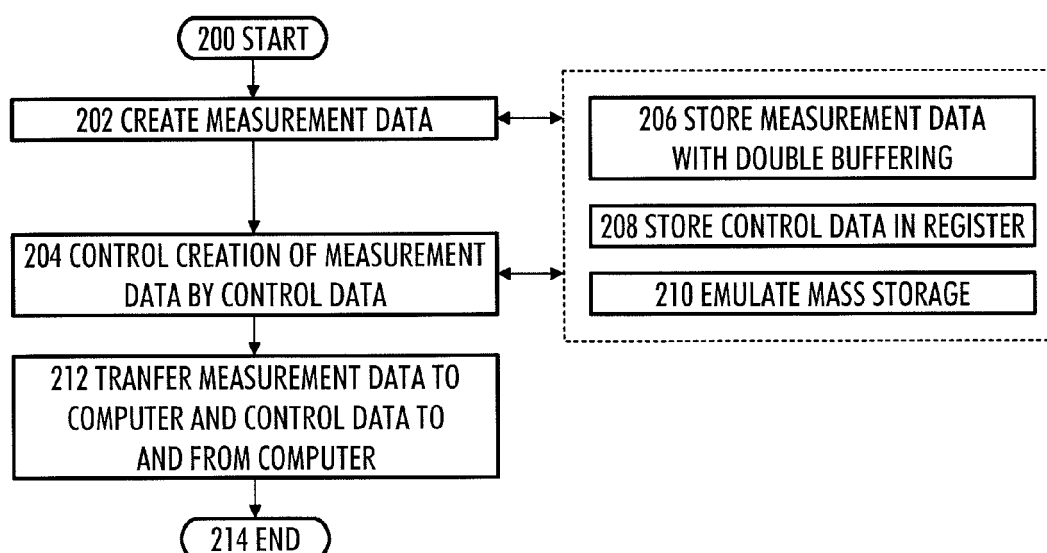 200 START
202 CREATE MEASUREMENT DATA
204 CONTROL CREATION OF MEASUREMENT
DATA BY CONTROL DATA
206 STORE MEASUREMENT DATA
WITH DOUBLE BUFFERING
208 STORE CONTROL DATA IN REGISTER
210 EMULATE MASS STORAGE
212 TRANFER MEASUREMENT DATA TO
COMPUTER AND CONTROL DATA TO
AND FROM COMPUTER
214 END